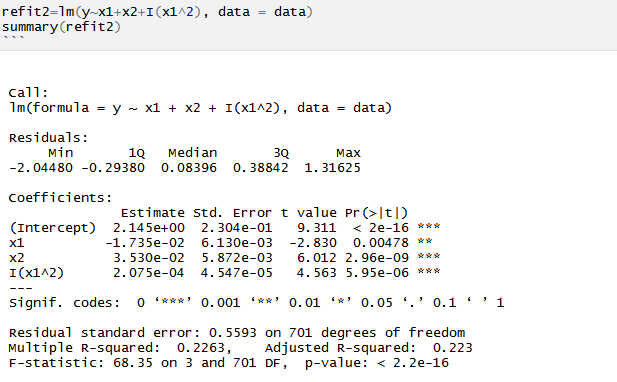 refit2=lm(y~x1+x2+I(x1^2), data = data)
summary(refit2)
```
Call:
lm(formula = y ~ x1 + x2 + I(x1^2), data = data)
Residuals:
     Min       1Q   Median       3Q      Max
-2.04480 -0.29380  0.08396  0.38842  1.31625
Coefficients:
              Estimate Std. Error t value Pr(>|t|)
(Intercept)  2.145e+00  2.304e-01   9.311  < 2e-16 ***
x1          -1.735e-02  6.130e-03  -2.830  0.00478 **
x2           3.530e-02  5.872e-03   6.012 2.96e-09 ***
I(x1^2)      2.075e-04  4.547e-05   4.563 5.95e-06 ***
---
Signif. codes:  0 ‘***’ 0.001 ‘**’ 0.01 ‘*’ 0.05 ‘.’ 0.1 ‘ ’ 1
Residual standard error: 0.5593 on 701 degrees of freedom
Multiple R-squared:  0.2263,	Adjusted R-squared:  0.223
F-statistic: 68.35 on 3 and 701 DF,  p-value: < 2.2e-16